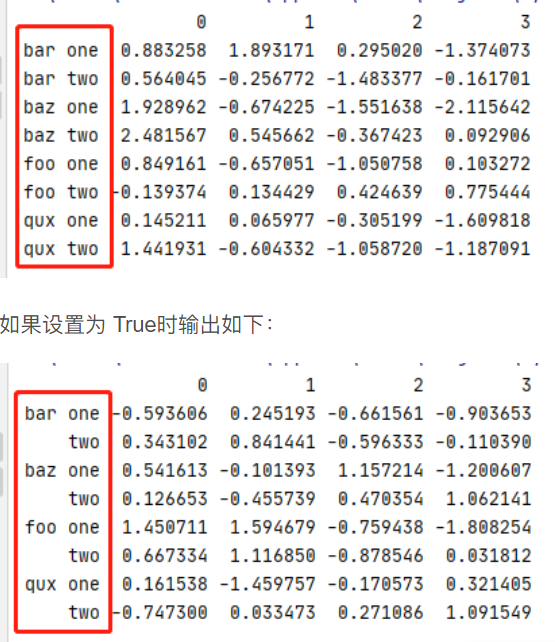 0 1 2 3
bar one 0.883258 1.893171 0.295020 -1.374073
bar two 0.564045 -0.256772 -1.483377 -0.161701
baz one 1.928962 -0.674225 -1.551638 -2.115642
baz two 2.481567 0.545662 -0.367423 0.092906
foo one 0.849161 -0.657051 -1.050758 0.103272
foo two -0.139374 0.134429 0.424639 0.775444
qux one 0.145211 0.065977 -0.305199 -1.609818
qux two 1.441931 -0.604332 -1.058720 -1.187091
如果设置为 True时输出如下：
0 1 2 3
bar one -0.593606 0.245193 -0.661561 -0.903653
two 0.343102 0.841441 -0.596333 -0.110390
baz one 0.541613 -0.101393 1.157214 -1.200607
two 0.126653 -0.455739 0.470354 1.062141
foo one 1.450711 1.594679 -0.759438 -1.808254
two 0.667334 1.116850 -0.878546 0.031812
qux one 0.161538 -1.459757 -0.170573 0.321405
two -0.747300 0.033473 0.271086 1.091549